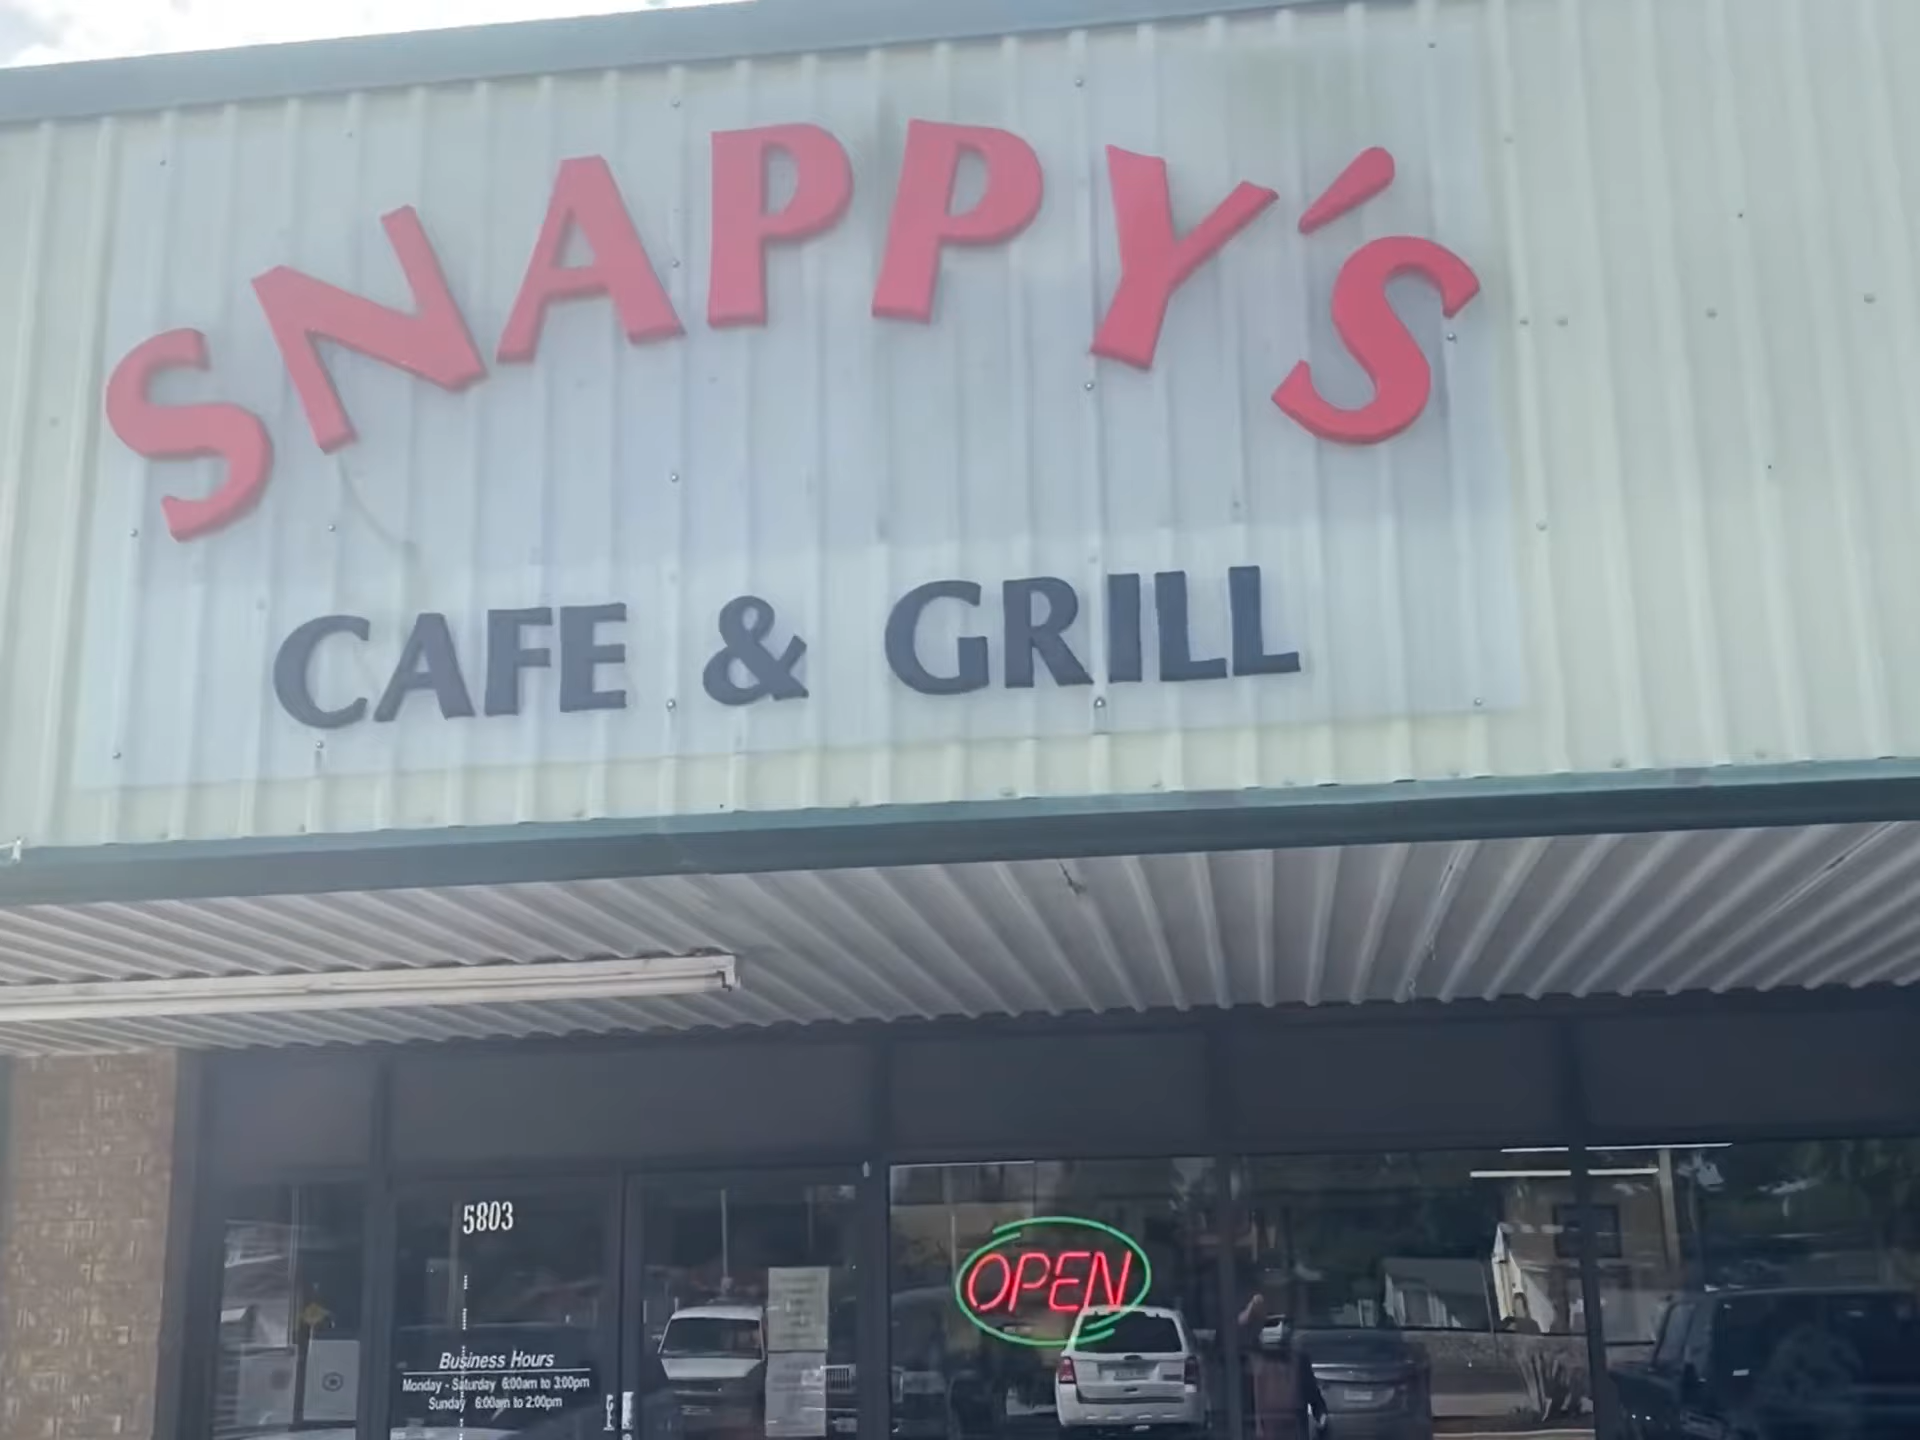 SNAPPY'S
CAFE & GRILL
5803
OPEN
Business Hours
Monday - Saturday 6:00am to 3:00pm
Sunday 6:00am to 2:00pm